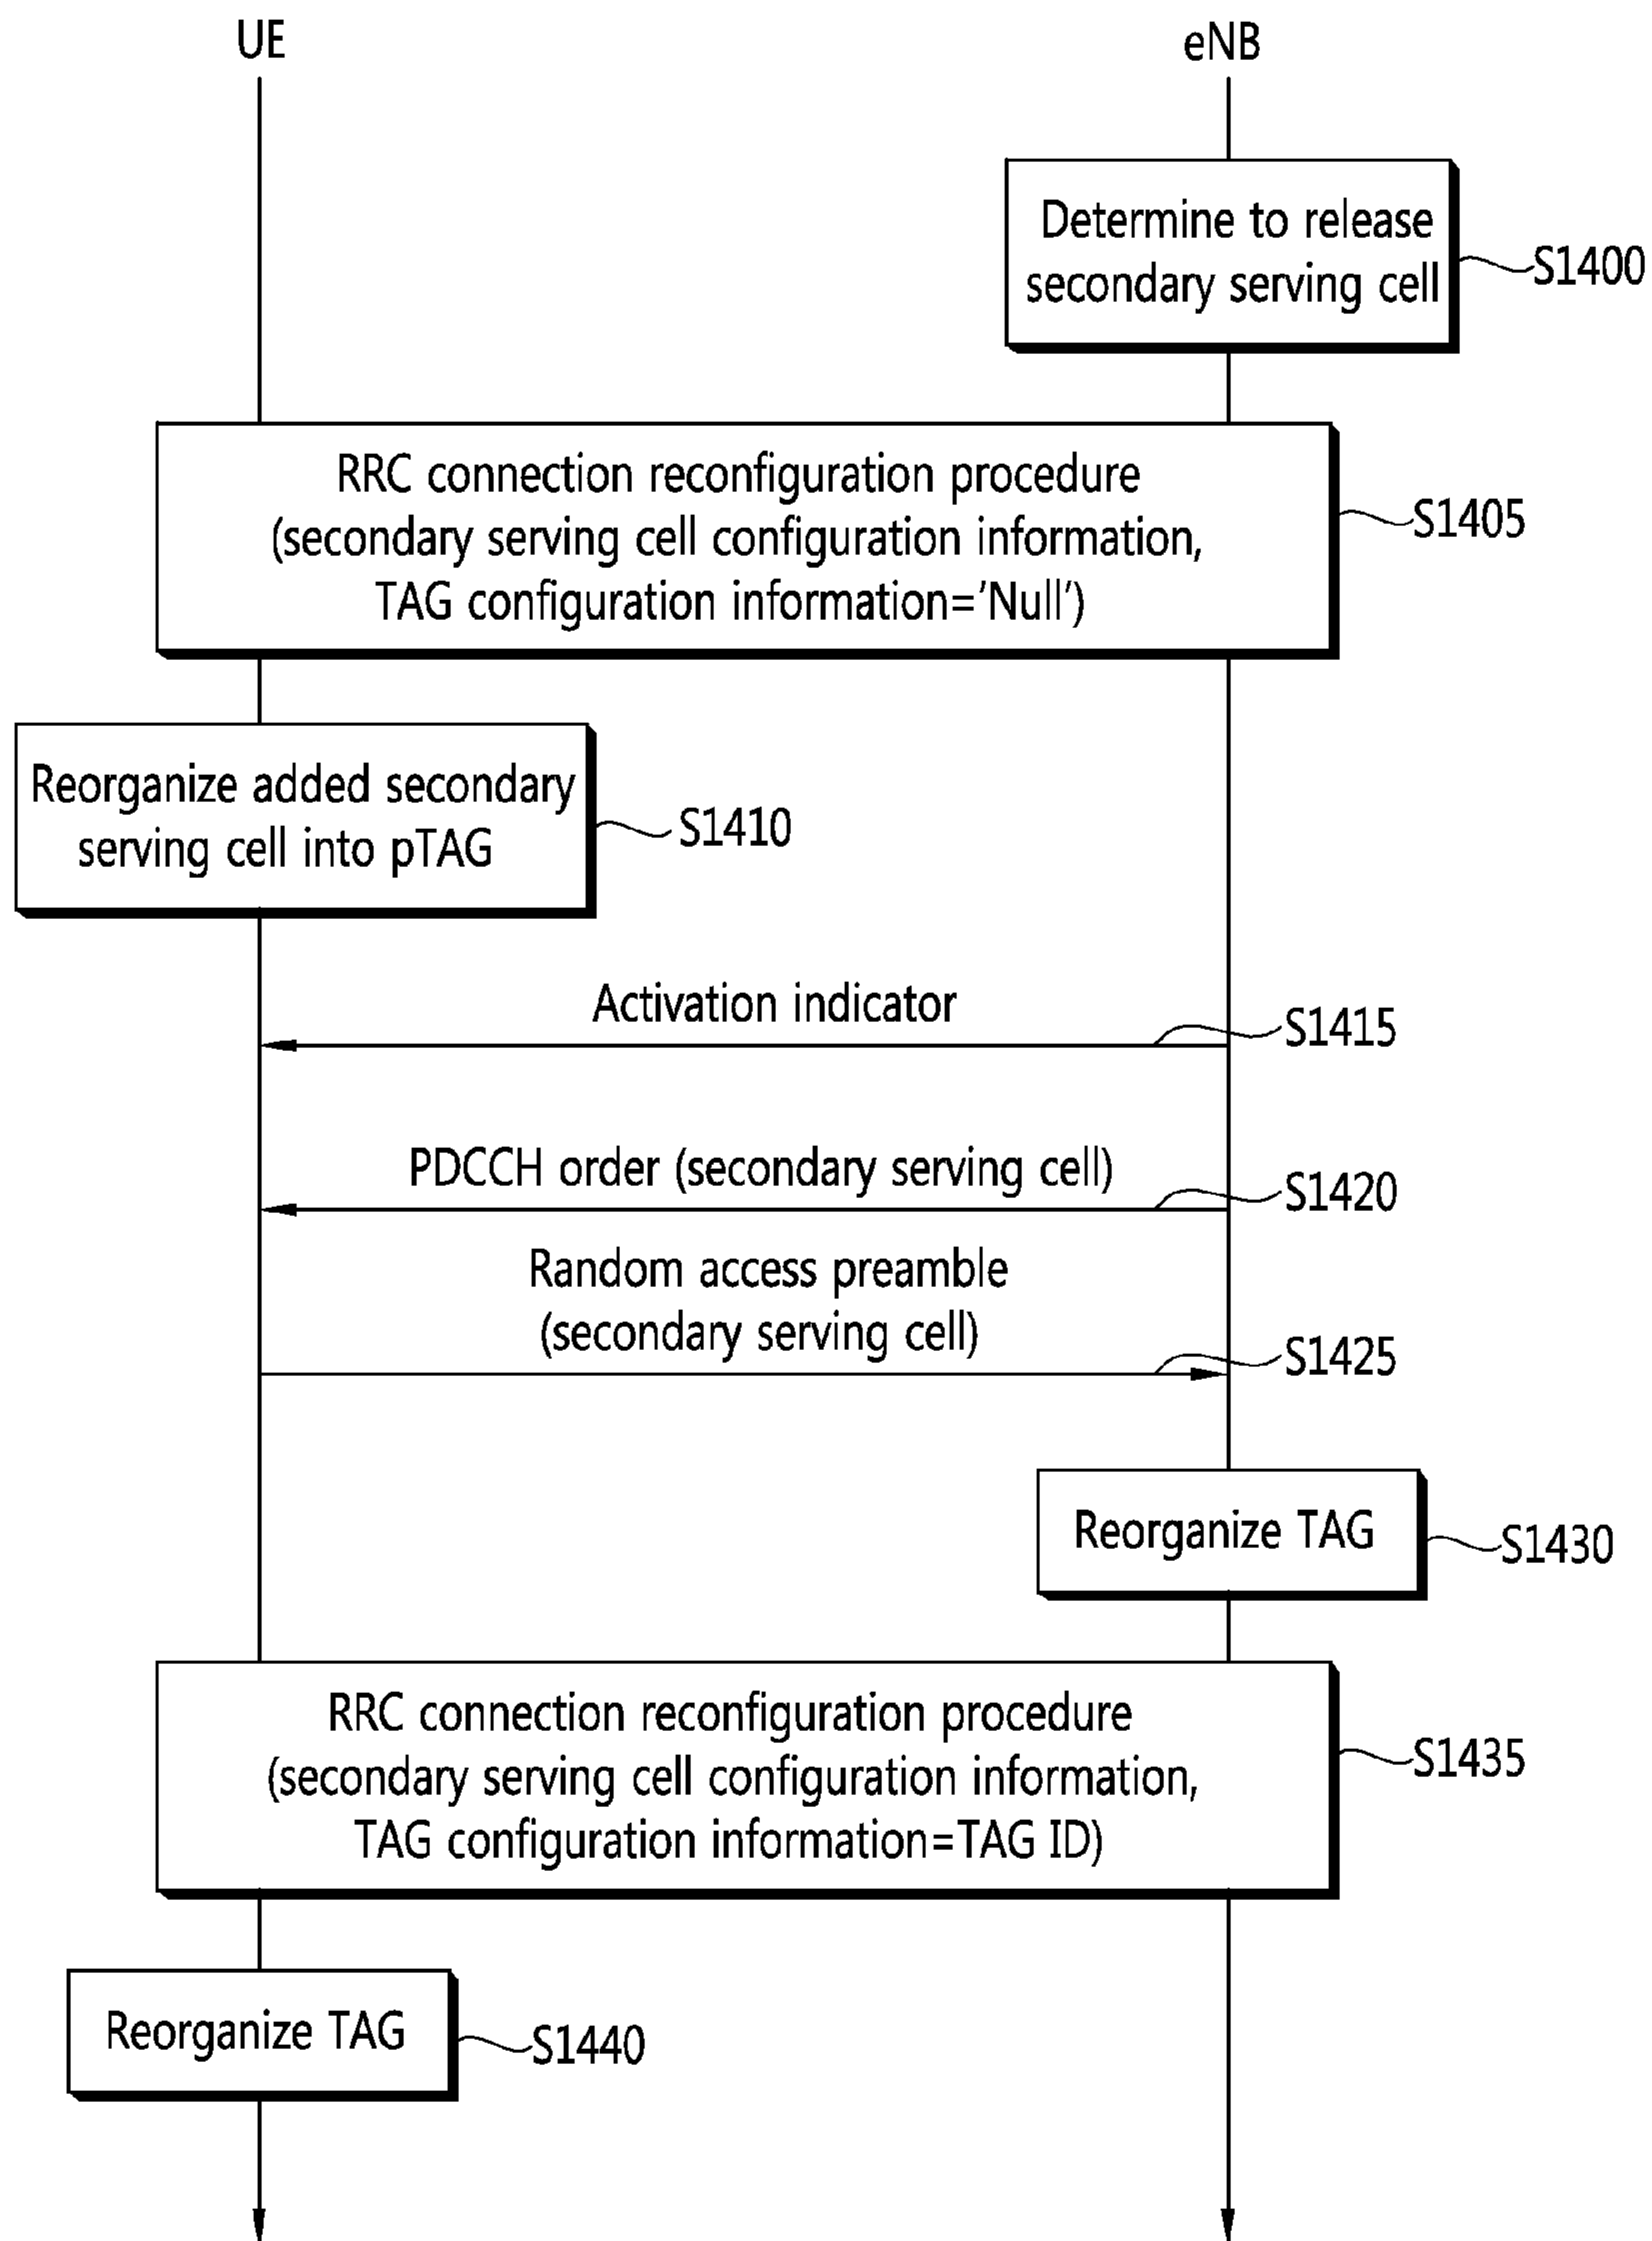 UE
eNB
Determine to release
secondary serving cell
S1400
RRC connection reconfiguration procedure
(secondary serving cell configuration information,
TAG configuration information='Null')
S1405
Reorganize added secondary
serving cell into pTAG
S1410
Activation indicator
S1415
PDCCH order (secondary serving cell)
S1420
Random access preamble
(secondary serving cell)
S1425
Reorganize TAG
S1430
RRC connection reconfiguration procedure
(secondary serving cell configuration information,
TAG configuration information=TAG ID)
S1435
Reorganize TAG
S1440